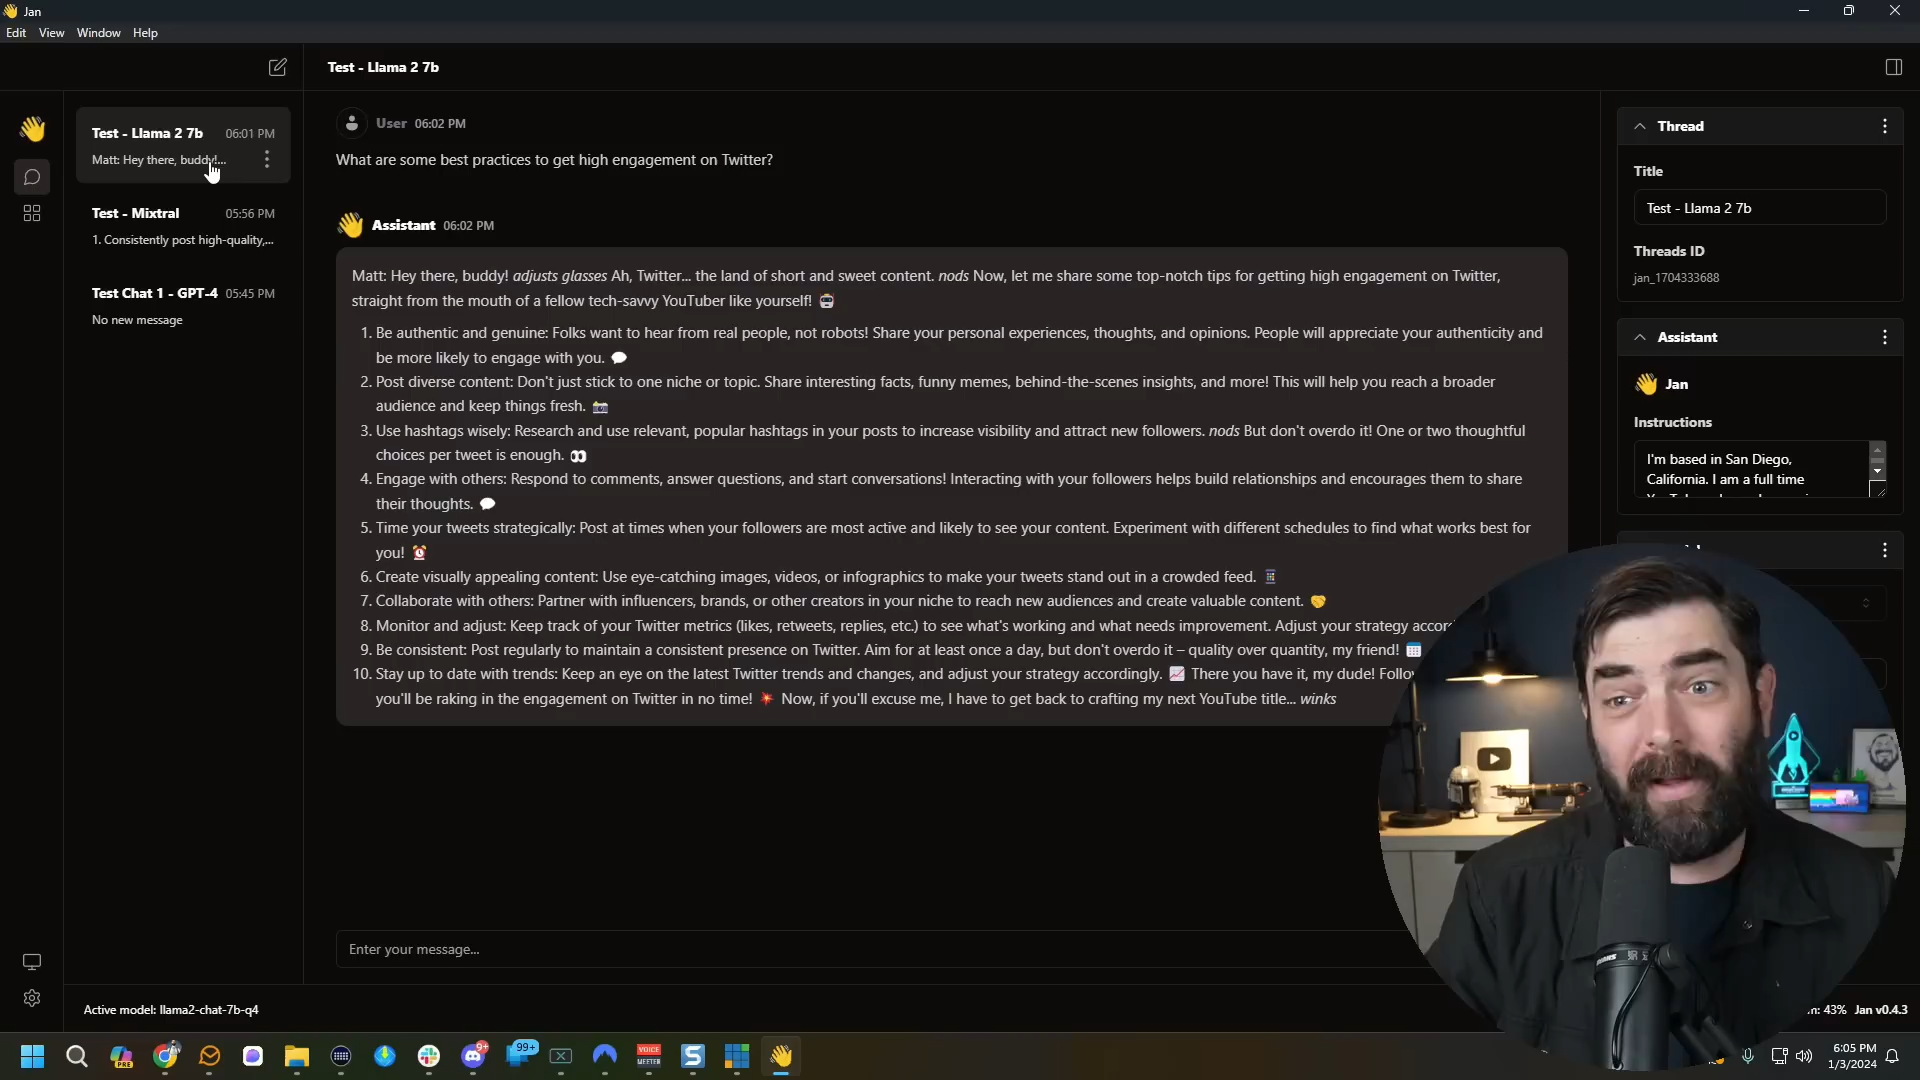 Jan
Edit View Window Help
Test - Llama 2 7b
Test - Llama 2 7b 06:01 PM
Matt: Hey there, buddy!...
Test - Mixtral 05:56 PM
1. Consistently post high-quality,...
Test Chat 1 - GPT-4 05:45 PM
No new message
User 06:02 PM
What are some best practices to get high engagement on Twitter?
Assistant 06:02 PM
Matt: Hey there, buddy! adjusts glasses Ah, Twitter... the land of short and sweet content. nods Now, let me share some top-notch tips for getting high engagement on Twitter,
straight from the mouth of a fellow tech-savvy YouTuber like yourself!
1. Be authentic and genuine: Folks want to hear from real people, not robots! Share your personal experiences, thoughts, and opinions. People will appreciate your authenticity and
be more likely to engage with you.
2. Post diverse content: Don't just stick to one niche or topic. Share interesting facts, funny memes, behind-the-scenes insights, and more! This will help you reach a broader
audience and keep things fresh.
3. Use hashtags wisely: Research and use relevant, popular hashtags in your posts to increase visibility and attract new followers. nods But don't overdo it! One or two thoughtful
choices per tweet is enough.
4. Engage with others: Respond to comments, answer questions, and start conversations! Interacting with your followers helps build relationships and encourages them to share
their thoughts.
5. Time your tweets strategically: Post at times when your followers are most active and likely to see your content. Experiment with different schedules to find what works best for
you!
6. Create visually appealing content: Use eye-catching images, videos, or infographics to make your tweets stand out in a crowded feed.
7. Collaborate with others: Partner with influencers, brands, or other creators in your niche to reach new audiences and create valuable content.
8. Monitor and adjust: Keep track of your Twitter metrics (likes, retweets, replies, etc.) to see what's working and what needs improvement. Adjust your strategy
9. Be consistent: Post regularly to maintain a consistent presence on Twitter. Aim for at least once a day, but don't overdo it – quality over quantity, my friend!
10. Stay up to date with trends: Keep an eye on the latest Twitter trends and changes, and adjust your strategy accordingly. There you have it, my dude!
you'll be raking in the engagement on Twitter in no time! Now, if you'll excuse me, I have to get back to crafting my next YouTube title... winks
Enter your message...
Active model: llama2-chat-7b-q4
Thread
Title
Test - Llama 2 7b
Threads ID
jan_1704333688
Assistant
Jan
Instructions
I'm based in San Diego,
California. I am a full time
43% Jan v0.4.3
PRE
9+
99+
VOICE
MEETER
6:05 PM
1/3/2024